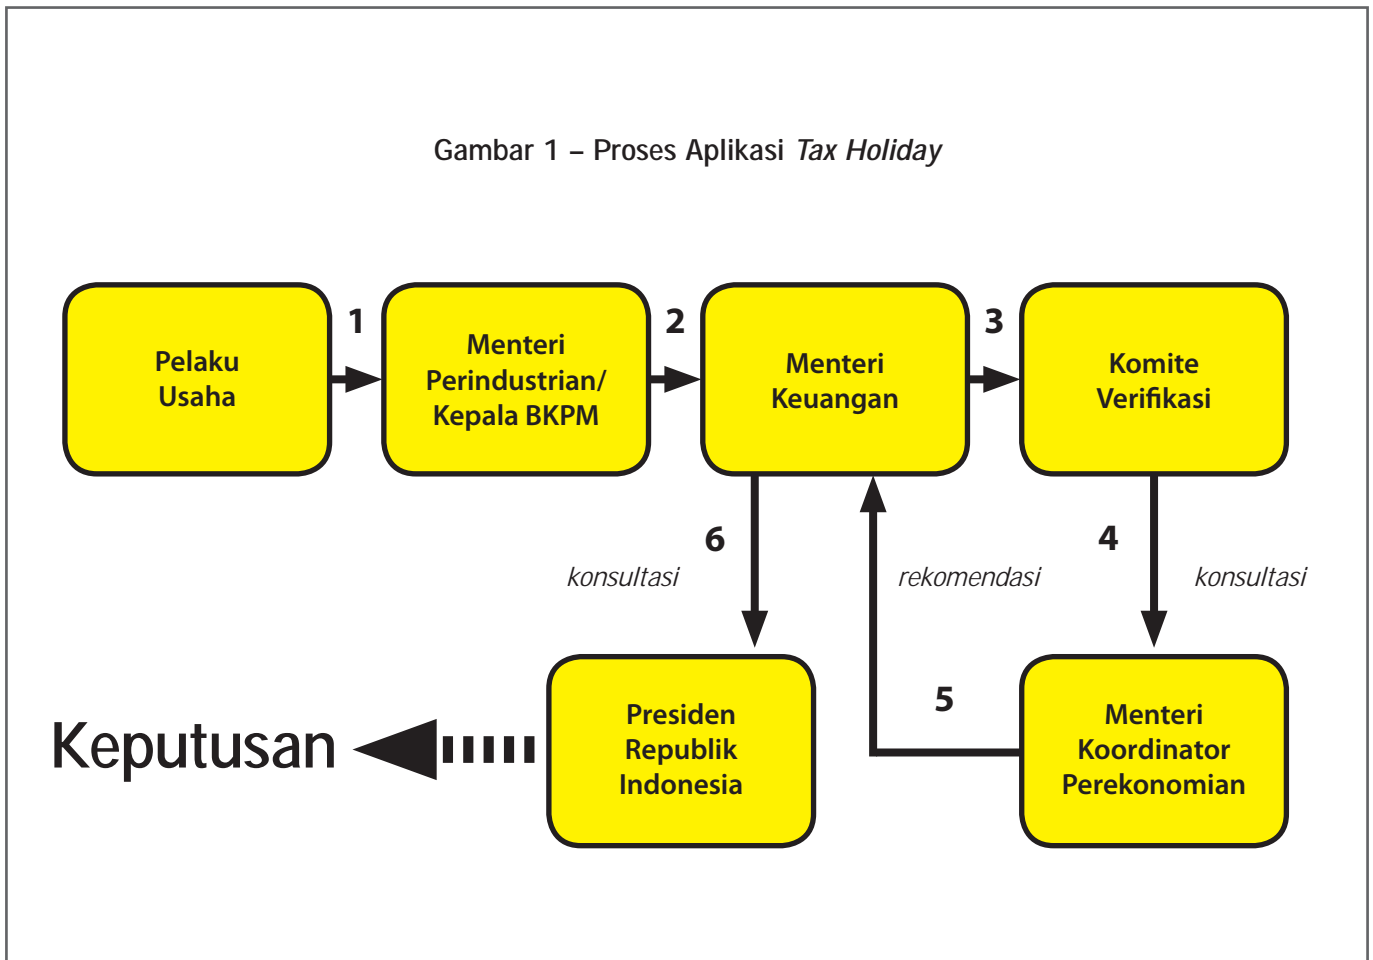 Gambar 1 – Proses Aplikasi Tax Holiday
Pelaku
Usaha
1
Menteri
Perindustrian/
Kepala BKPM
2
Menteri
Keuangan
3
Komite
Verifikasi
6
konsultasi
rekomendasi
4
konsultasi
Keputusan
Presiden
Republik
Indonesia
5
Menteri
Koordinator
Perekonomian